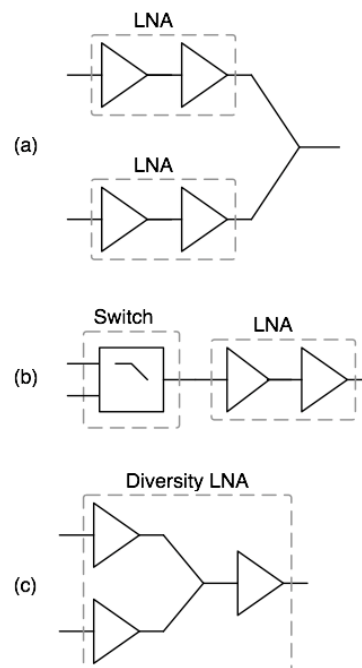 LNA
(a)
LNA
Switch
LNA
(b)
Diversity LNA
(c)